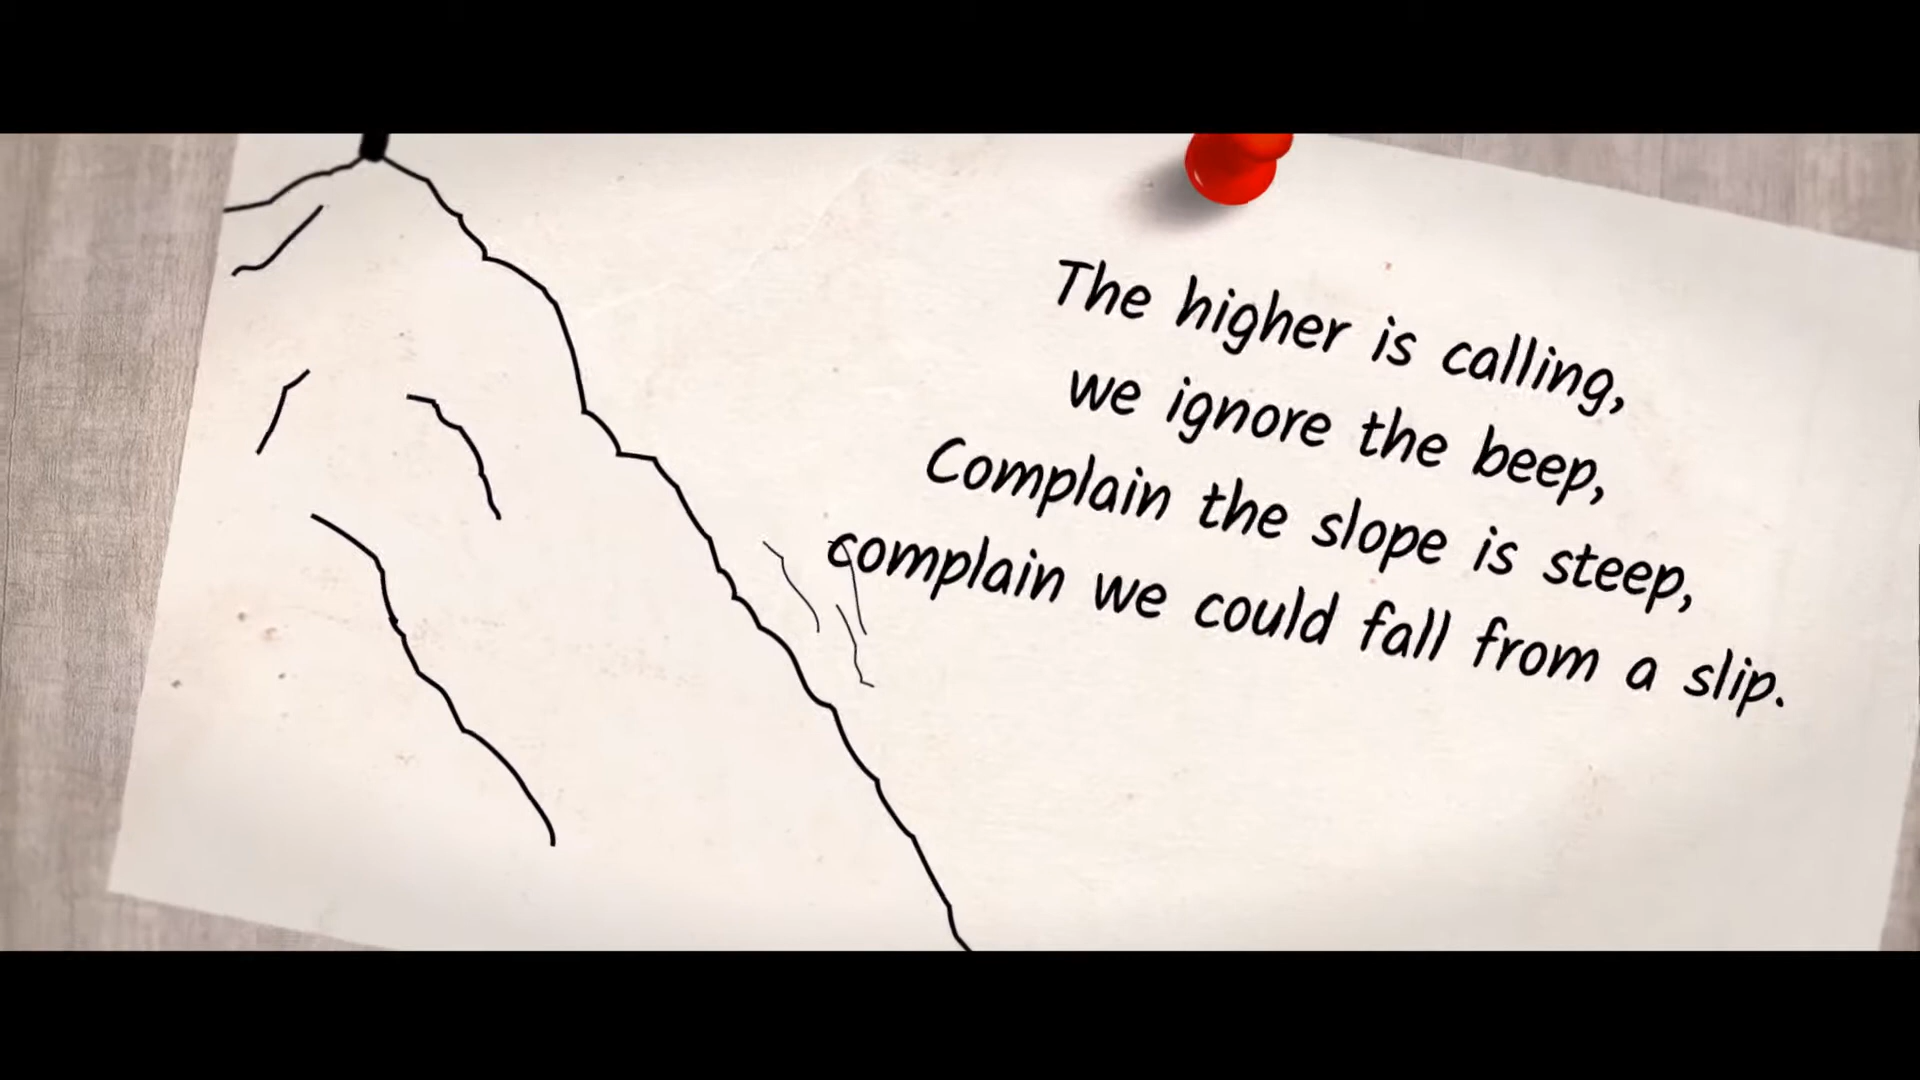 The higher is calling,
we ignore the beep,
Complain the slope is steep,
complain we could fall from a slip.